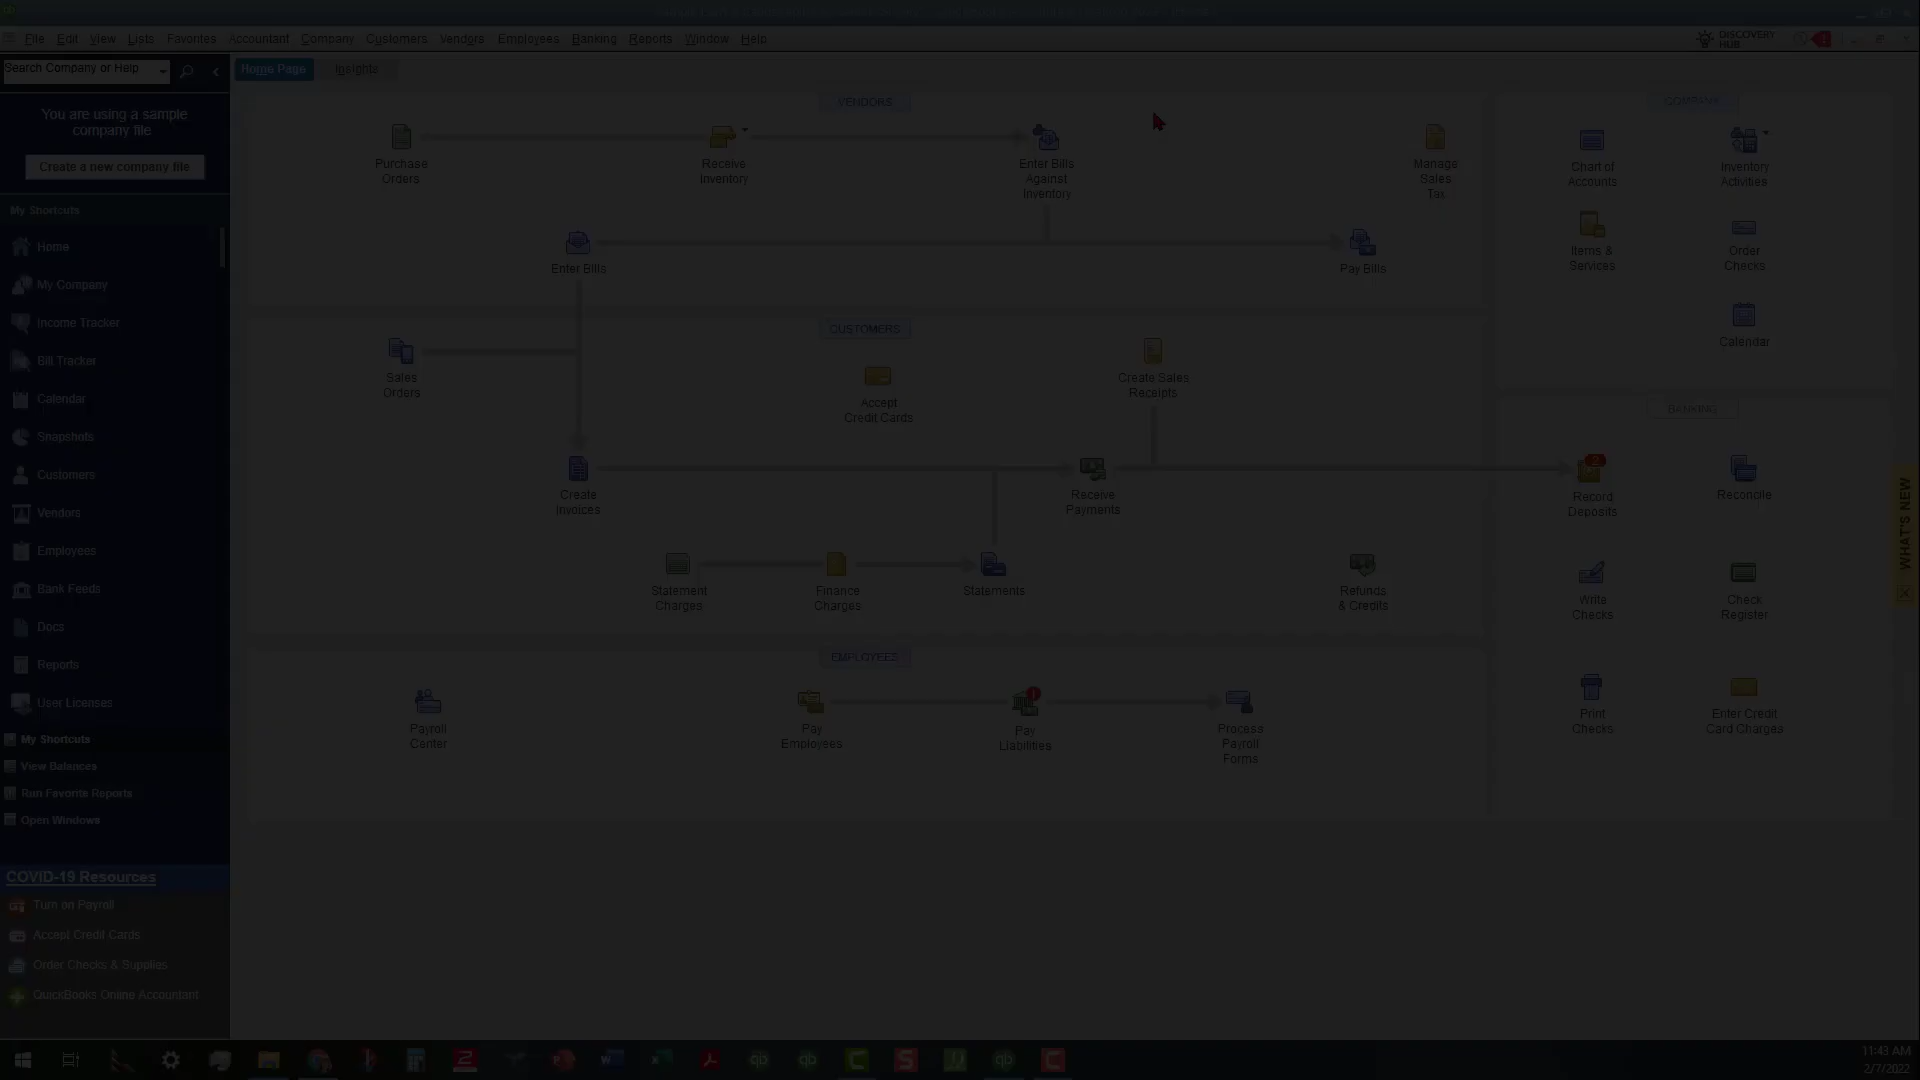 File Edit View Lists Favorites Accountant Company Customers Vendors Employees Banking Reports Window Help
DISCOVERY
HUB
Search Company or Help
Home Page Insights
You are using a sample
company file
Create a new company file
My Shortcuts
Home
My Company
Income Tracker
Bill Tracker
Calendar
Snapshots
Customers
Vendors
Employees
Bank Feeds
Docs
Reports
User Licenses
My Shortcuts
View Balances
Run Favorite Reports
Open Windows
COVID-19 Resources
Turn on Payroll
Accept Credit Cards
Order Checks & Supplies
QuickBooks Online Accountant
VENDORS
Purchase
Orders
Receive
Inventory
Enter Bills
Against
Inventory
Manage
Sales
Tax
Enter Bills
Pay Bills
CUSTOMERS
Sales
Orders
Accept
Credit Cards
Create Sales
Receipts
Create
Invoices
Receive
Payments
Statement
Charges
Finance
Charges
Statements
Refunds
& Credits
EMPLOYEES
Payroll
Center
Pay
Employees
1
Pay
Liabilities
Process
Payroll
Forms
COMPANY
Chart of
Accounts
Inventory
Activities
Items &
Services
Order
Checks
Calendar
BANKING
2
Record
Deposits
Reconcile
Write
Checks
Check
Register
Print
Checks
Enter Credit
Card Charges
WHAT'S NEW
11:43 AM
2/7/2022